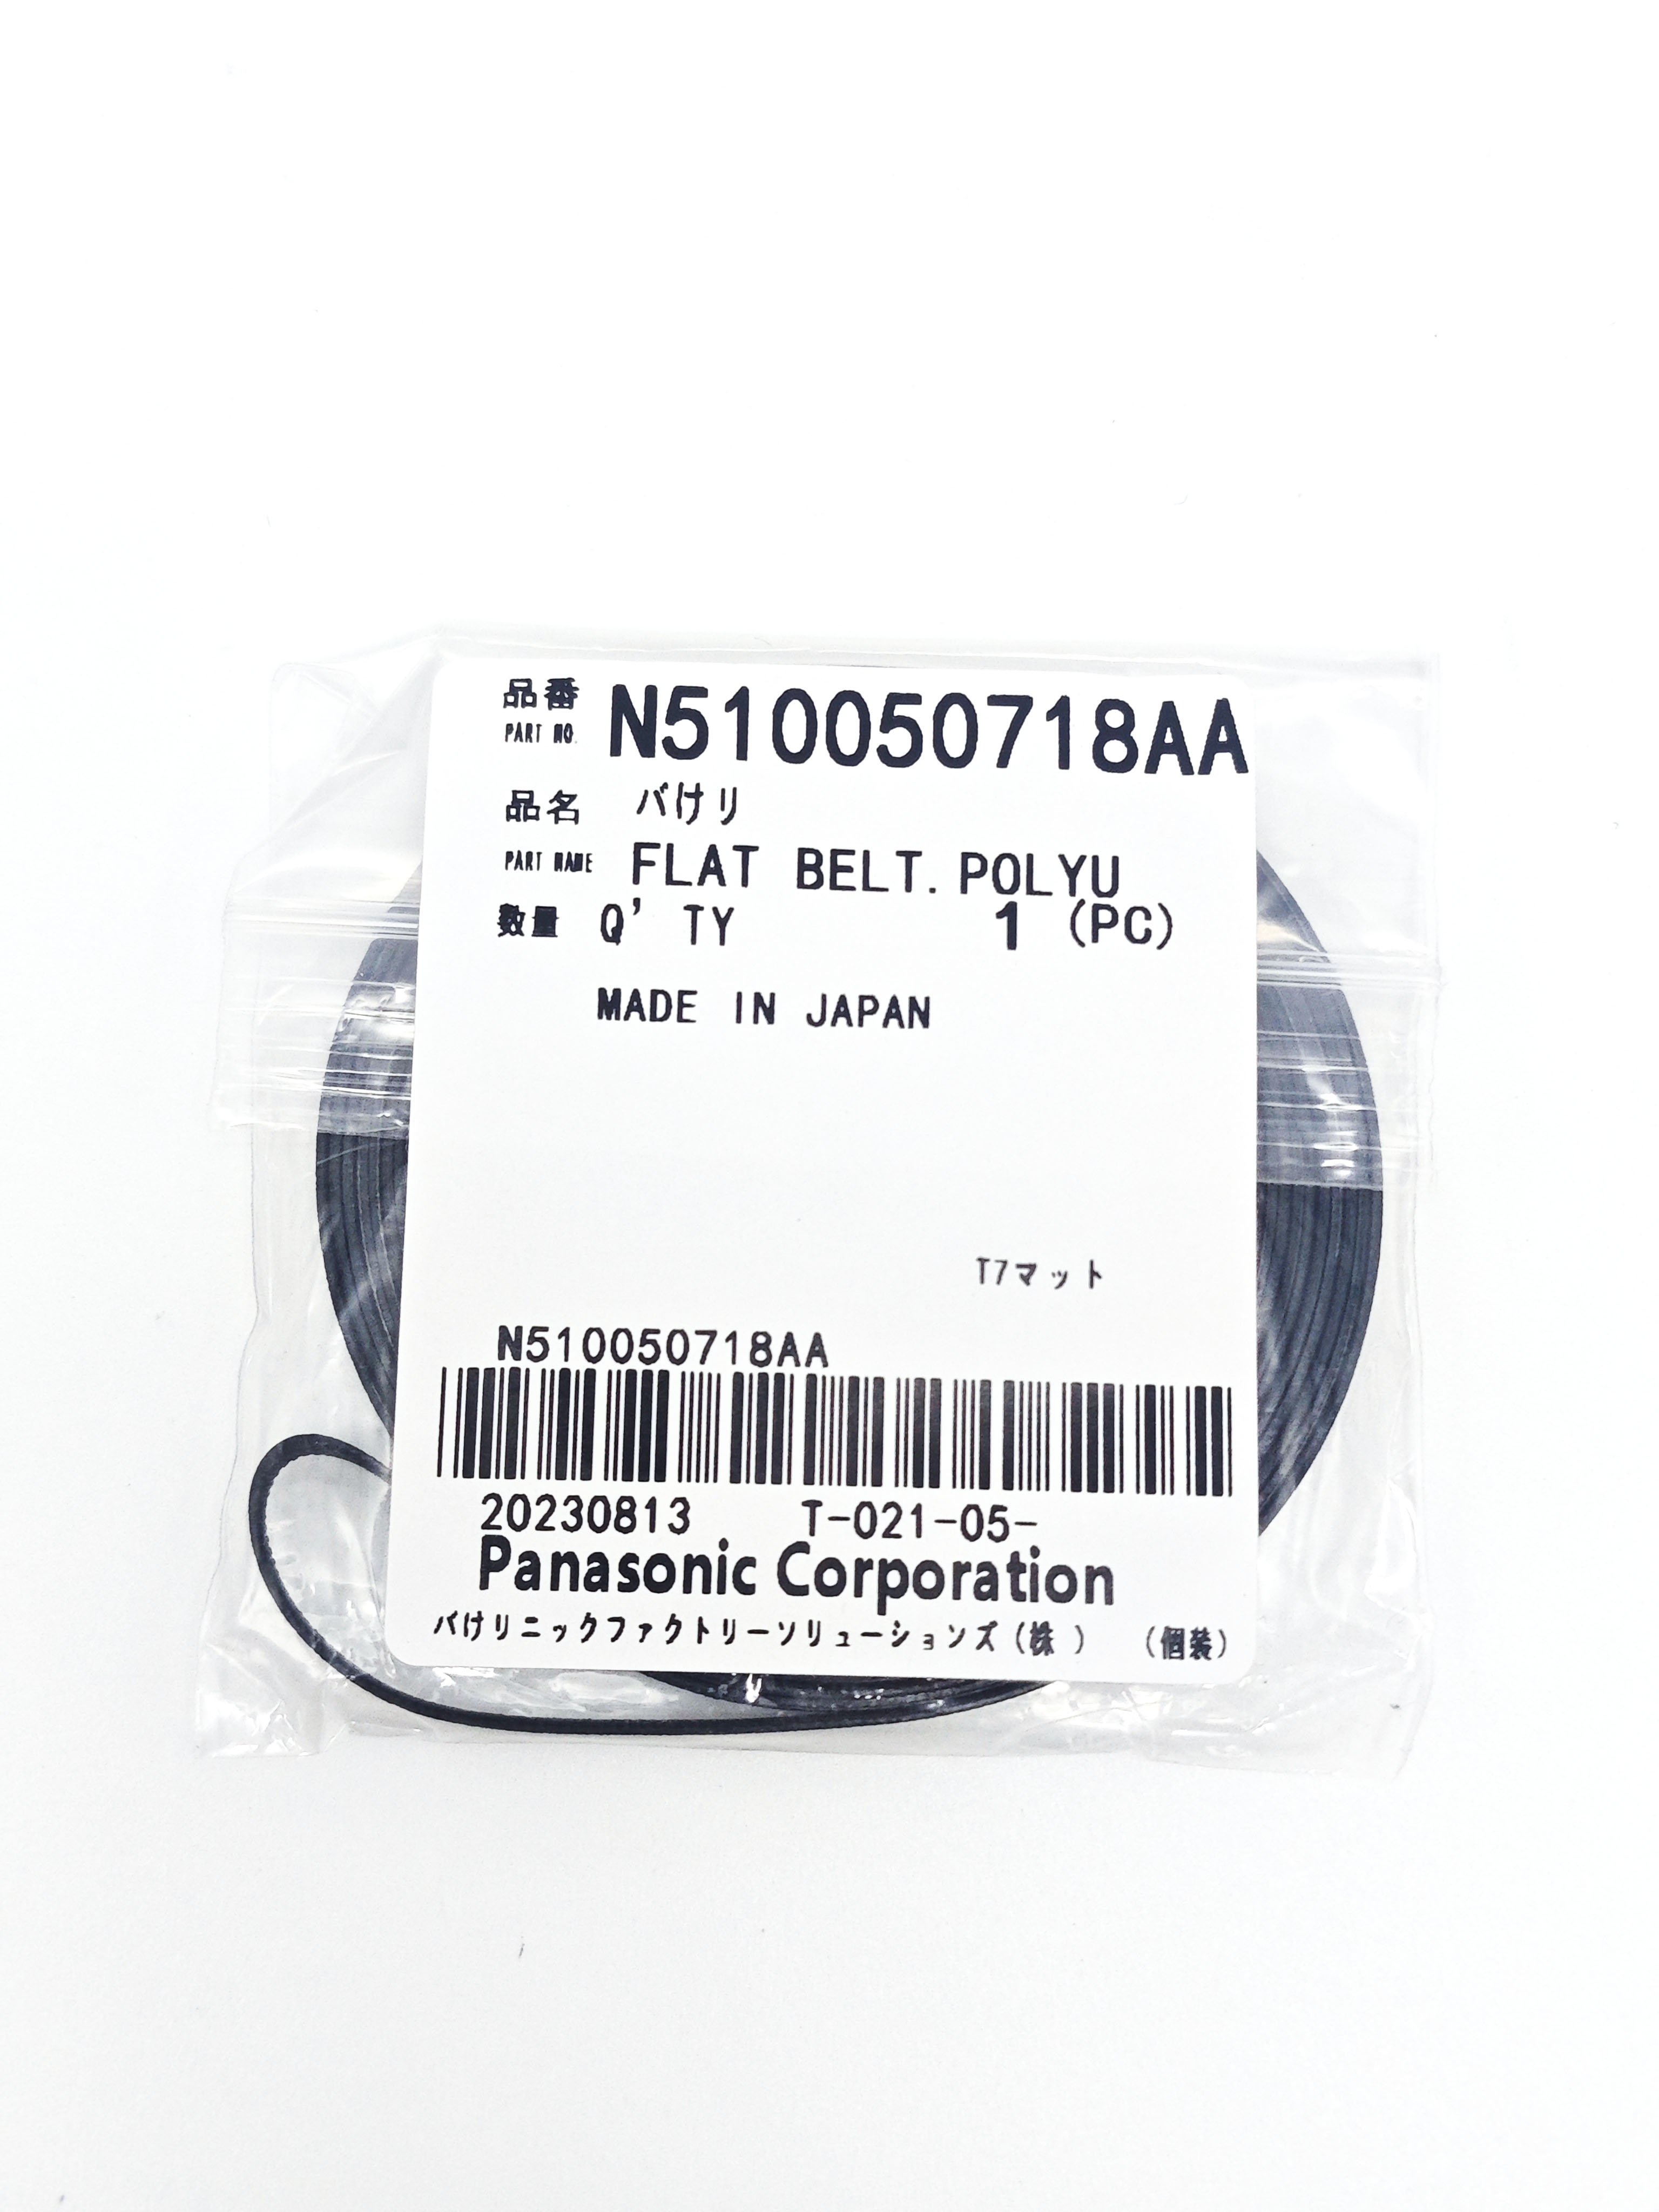 品番 N510050718AA
PART NO.
品名 バけリ
PART NAME FLAT BELT.POLYU
数量 Q'TY 1 (PC)
MADE IN JAPAN
T7マット
N510050718AA
20230813 T-021-05-
Panasonic Corporation
バけリニックファクトリーソリューションズ(株 ) (個装)